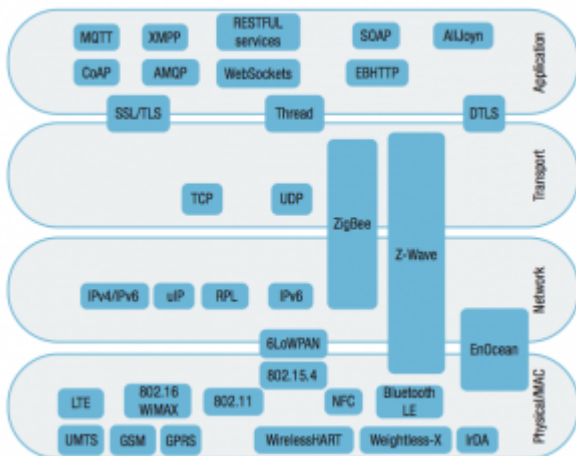 MQTT XMPP RESTFUL services SOAP AllJoyn
CoAP AMQP WebSockets EBHTTP
Application
SSL/TLS Thread DTLS
TCP UDP
ZigBee
Z-Wave
Transport
IPv4/IPv6 uIP RPL IPv6
Network
6LoWPAN
EnOcean
802.15.4
LTE 802.16 WiMAX 802.11 NFC Bluetooth LE
UMTS GSM GPRS WirelessHART Weightless-X IrDA
Physical/MAC